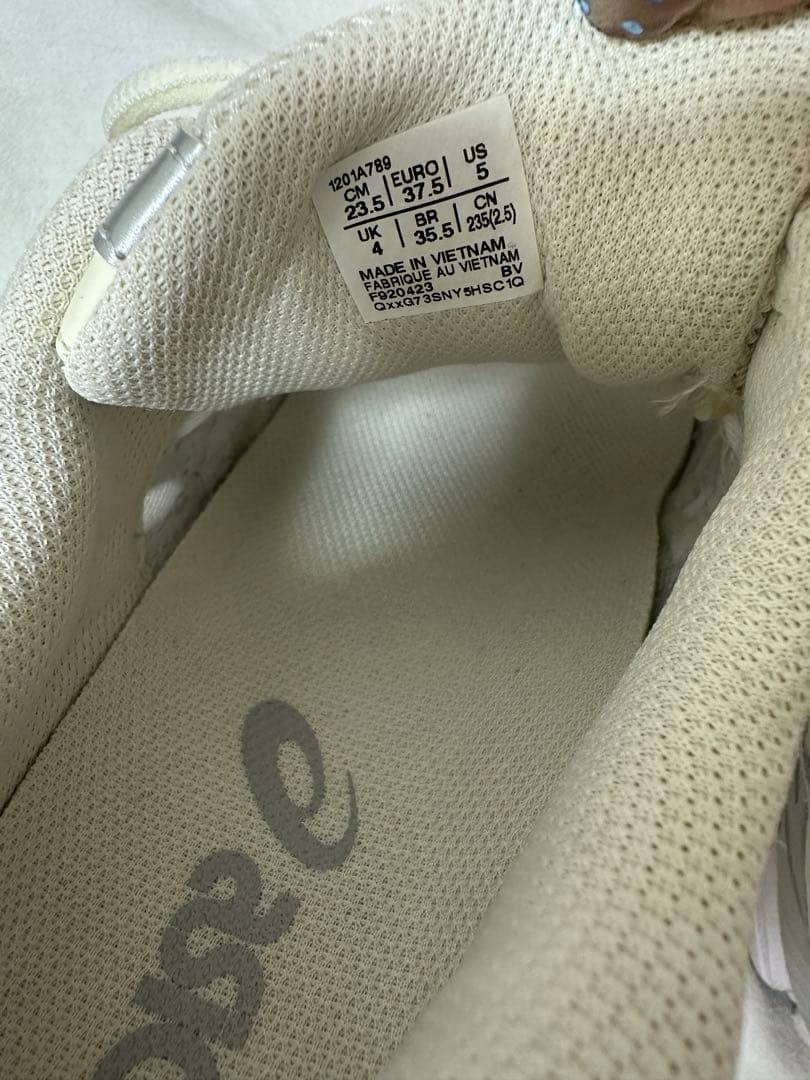 1201A789
CM EURO US
23.5 37.5 5
UK BR CN
4 35.5 235(2.5)
MADE IN VIETNAM
FABRIQUE AU VIETNAM
F920423 BV
QxxG73SNY5HSC1Q
asics